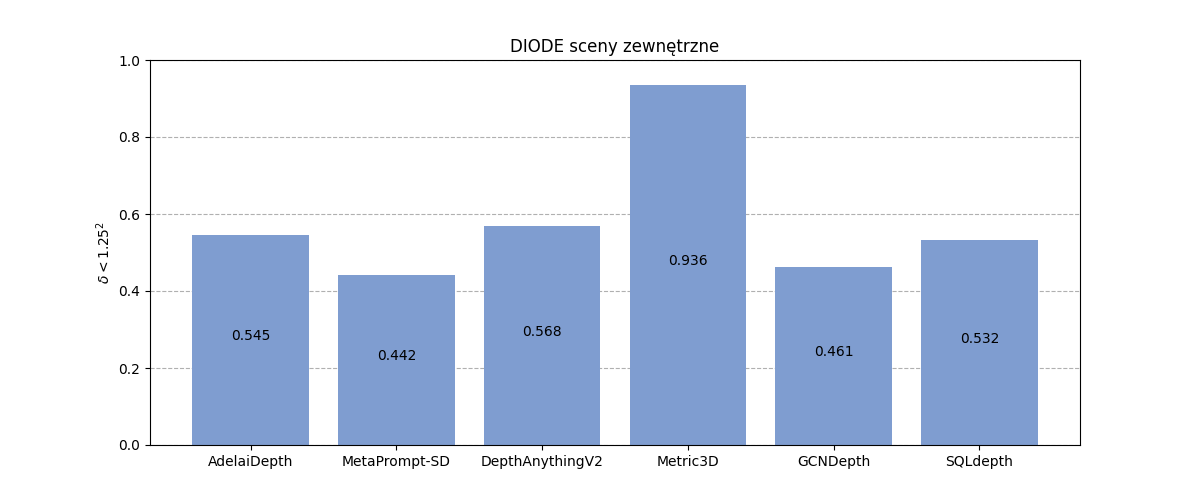 DIODE sceny zewnętrzne
1.0
0.8
0.6
0.4
0.2
0.0
δ < 1.25²
0.545
0.442
0.568
0.936
0.461
0.532
AdelaiDepth
MetaPrompt-SD
DepthAnythingV2
Metric3D
GCNDepth
SQLdepth